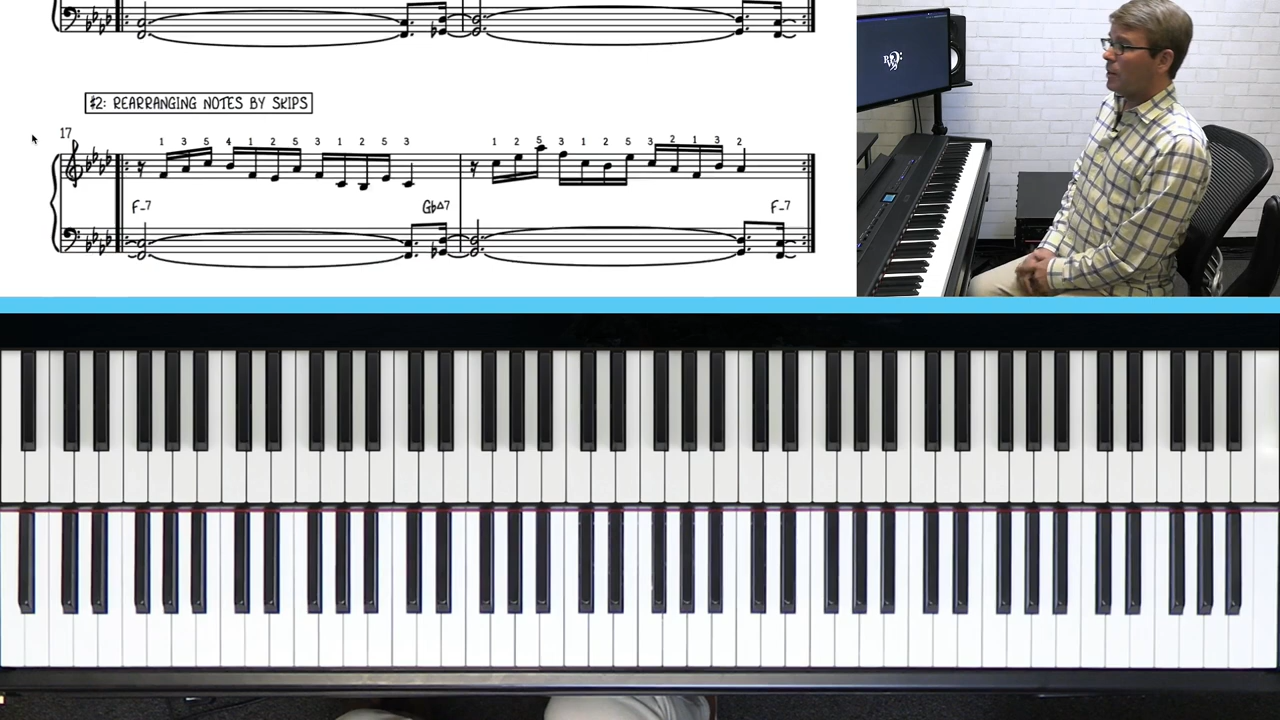 #2: REARRANGING NOTES BY SKIPS
17
1 3 5 4 1 2 5 3 1 2 5 3 1 2 5 3 1 2 5 3 2 1 3 2
F-7 Gb△7 F-7